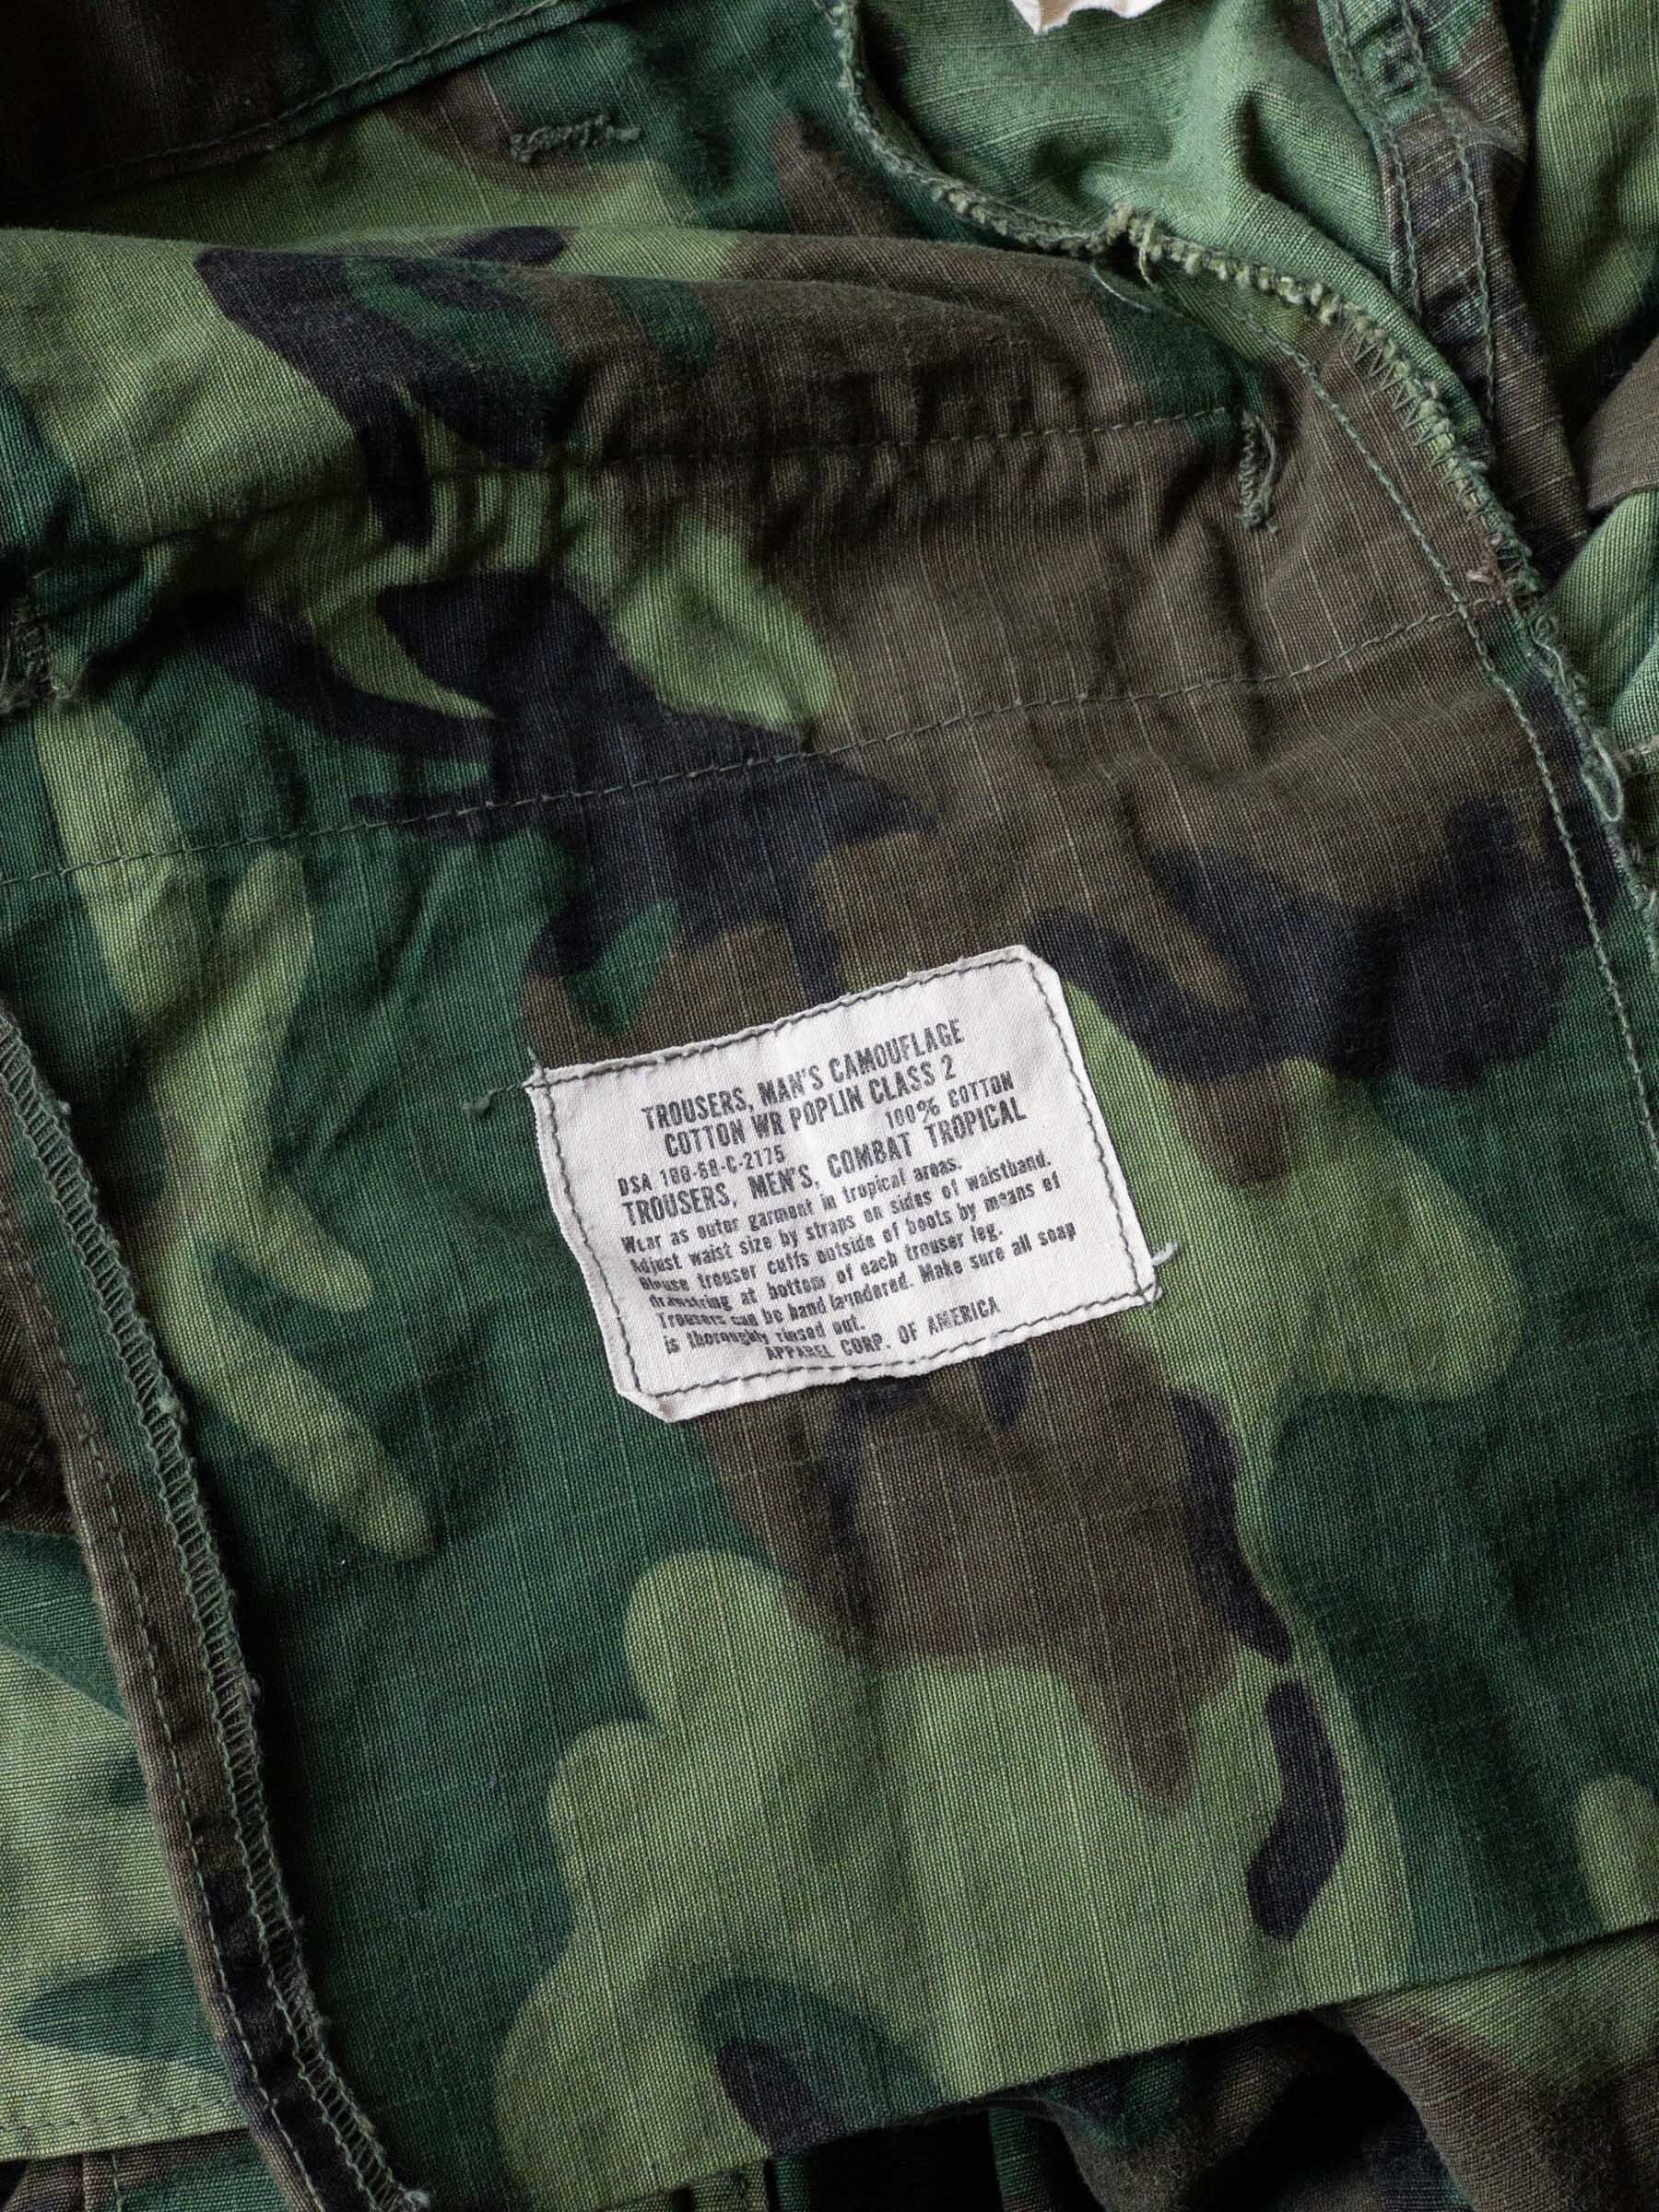 TROUSERS, MAN'S CAMOUFLAGE
COTTON WR POPLIN CLASS 2
100% COTTON
DSA 100-68-C-2175
TROUSERS, MEN'S, COMBAT TROPICAL
Wear as outer garment in tropical areas.
Adjust waist size by straps on sides of waistband.
Blouse trouser cuffs outside of boots by means of
drawstring at bottom of each trouser leg.
Trousers can be hand laundered. Make sure all soap
is thoroughly rinsed out.
APPAREL CORP. OF AMERICA